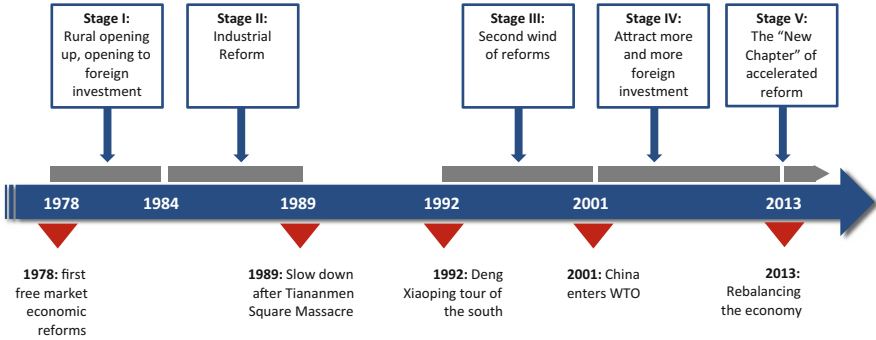 Stage I:
Rural opening
up, opening to
foreign
investment
Stage II:
Industrial
Reform
Stage III:
Second wind
of reforms
Stage IV:
Attract more
and more
foreign
investment
Stage V:
The “New
Chapter” of
accelerated
reform
1978 1984 1989 1992 2001 2013
1978: first
free market
economic
reforms
1989: Slow down
after Tiananmen
Square Massacre
1992: Deng
Xiaoping tour of
the south
2001: China
enters WTO
2013:
Rebalancing
the economy